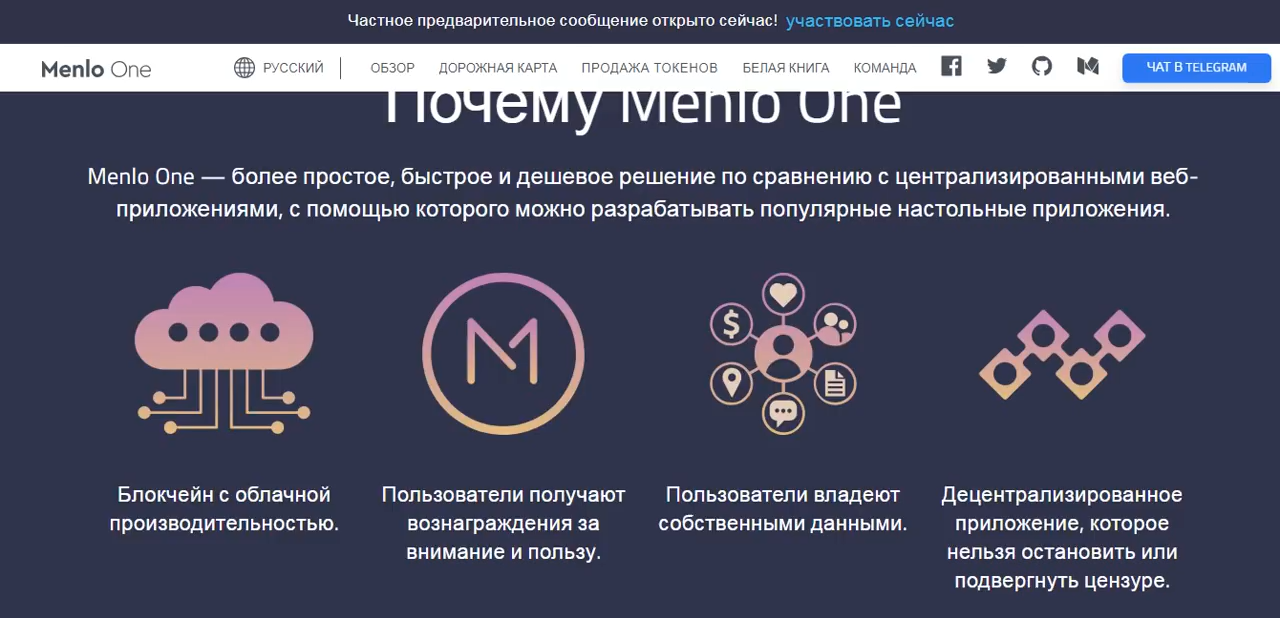 Частное предварительное сообщение открыто сейчас! участвовать сейчас
Menlo One РУССКИЙ ОБЗОР ДОРОЖНАЯ КАРТА ПРОДАЖА ТОКЕНОВ БЕЛАЯ КНИГА КОМАНДА ЧАТ В TELEGRAM
Почему Menlo One
Menlo One — более простое, быстрое и дешевое решение по сравнению с централизированными веб-
приложениями, с помощью которого можно разрабатывать популярные настольные приложения.
Блокчейн с облачной
производительностью.
Пользователи получают
вознаграждения за
внимание и пользу.
Пользователи владеют
собственными данными.
Децентрализированное
приложение, которое
нельзя остановить или
подвергнуть цензуре.